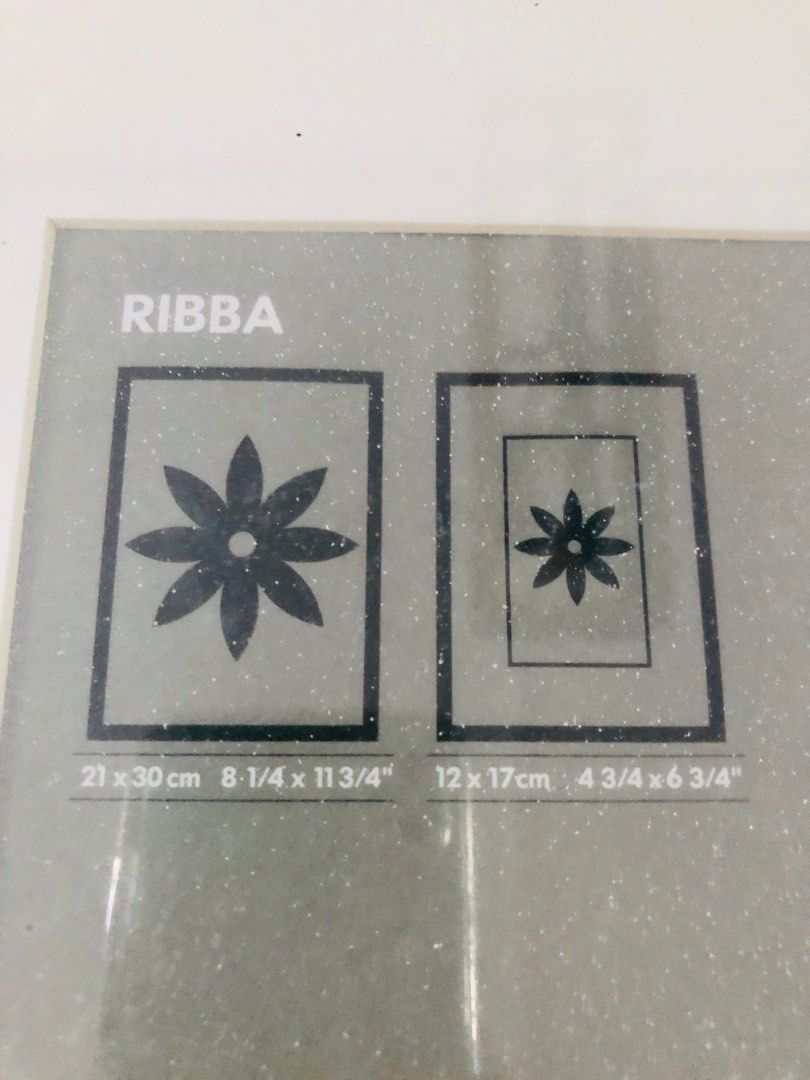 RIBBA
21 x 30 cm 8 1/4 x 11 3/4"
12 x 17cm 4 3/4 x 6 3/4"